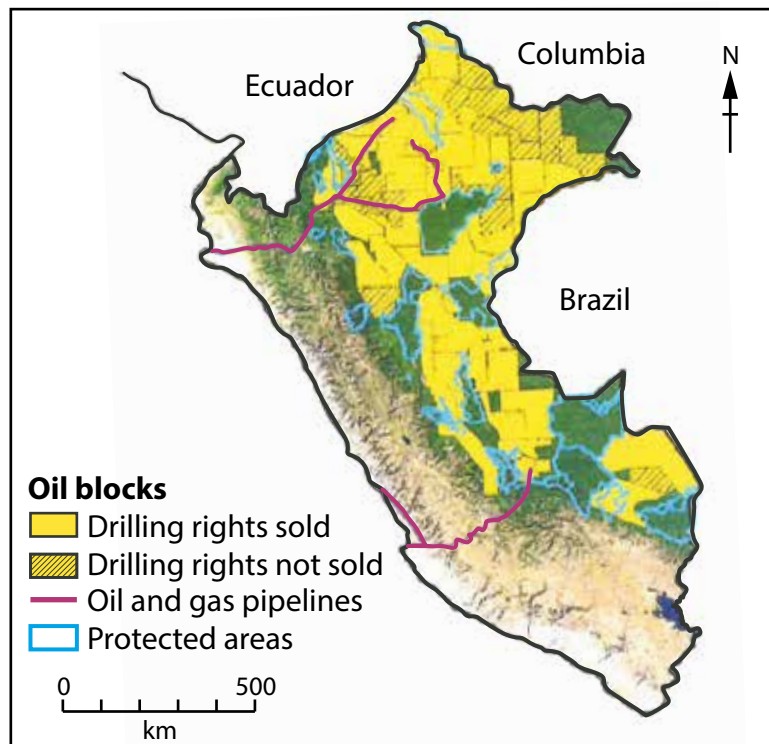 Columbia
Ecuador
N
Brazil
Oil blocks
Drilling rights sold
Drilling rights not sold
Oil and gas pipelines
Protected areas
0 500
km